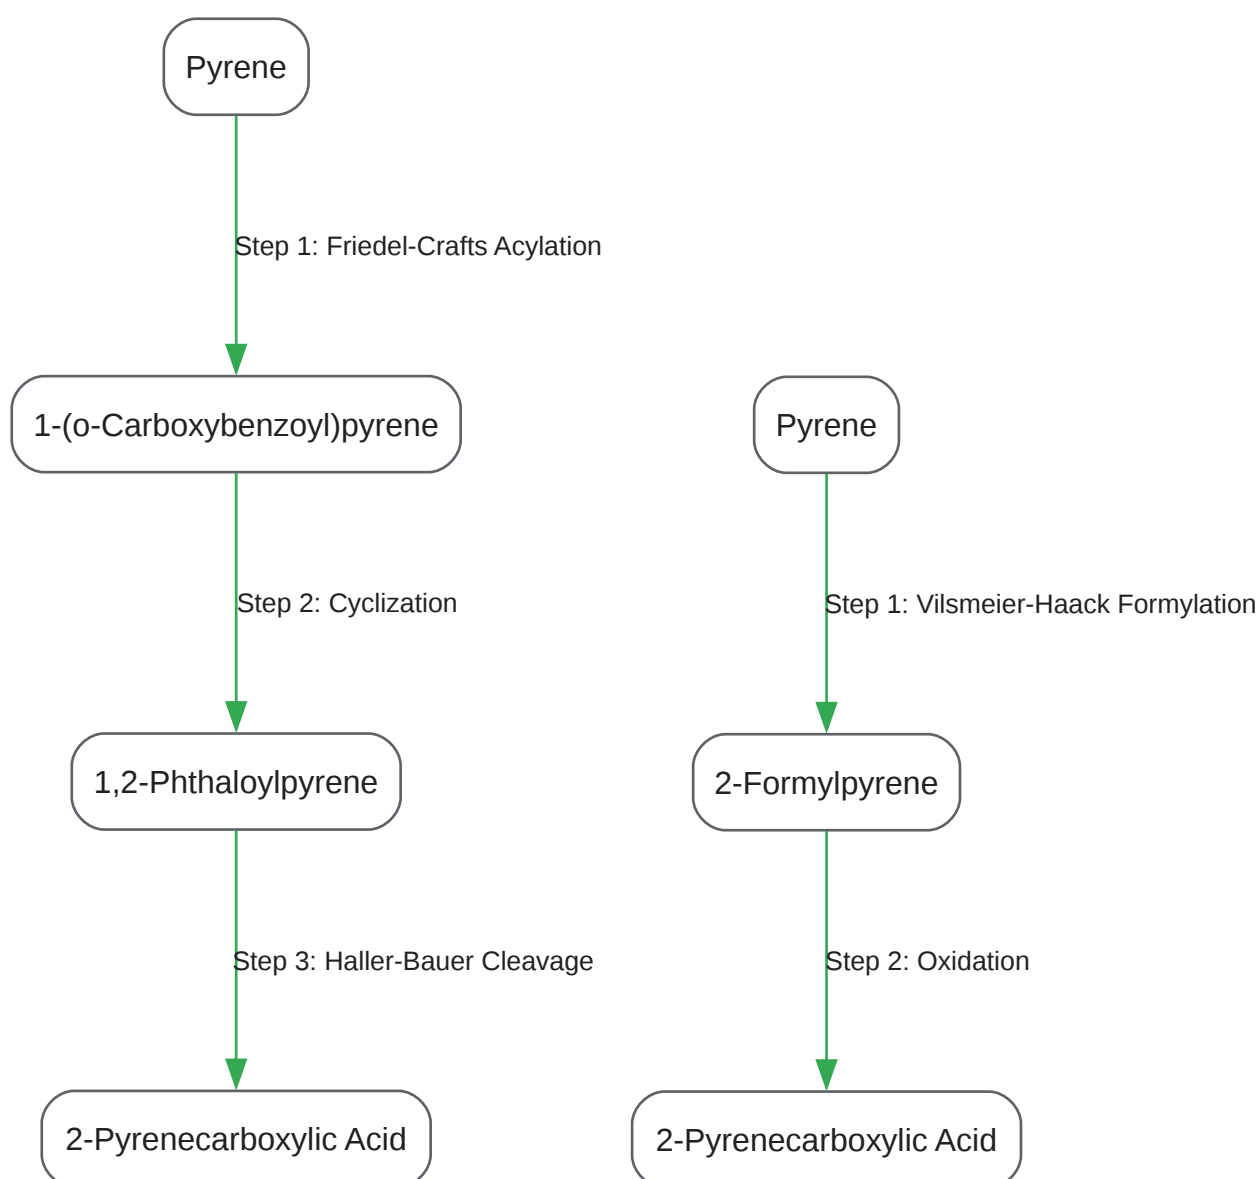 Pyrene
Step 1: Friedel-Crafts Acylation
1-(o-Carboxybenzoyl)pyrene
Step 2: Cyclization
1,2-Phthaloylpyrene
Step 3: Haller-Bauer Cleavage
2-Pyrenecarboxylic Acid
Pyrene
Step 1: Vilsmeier-Haack Formylation
2-Formylpyrene
Step 2: Oxidation
2-Pyrenecarboxylic Acid